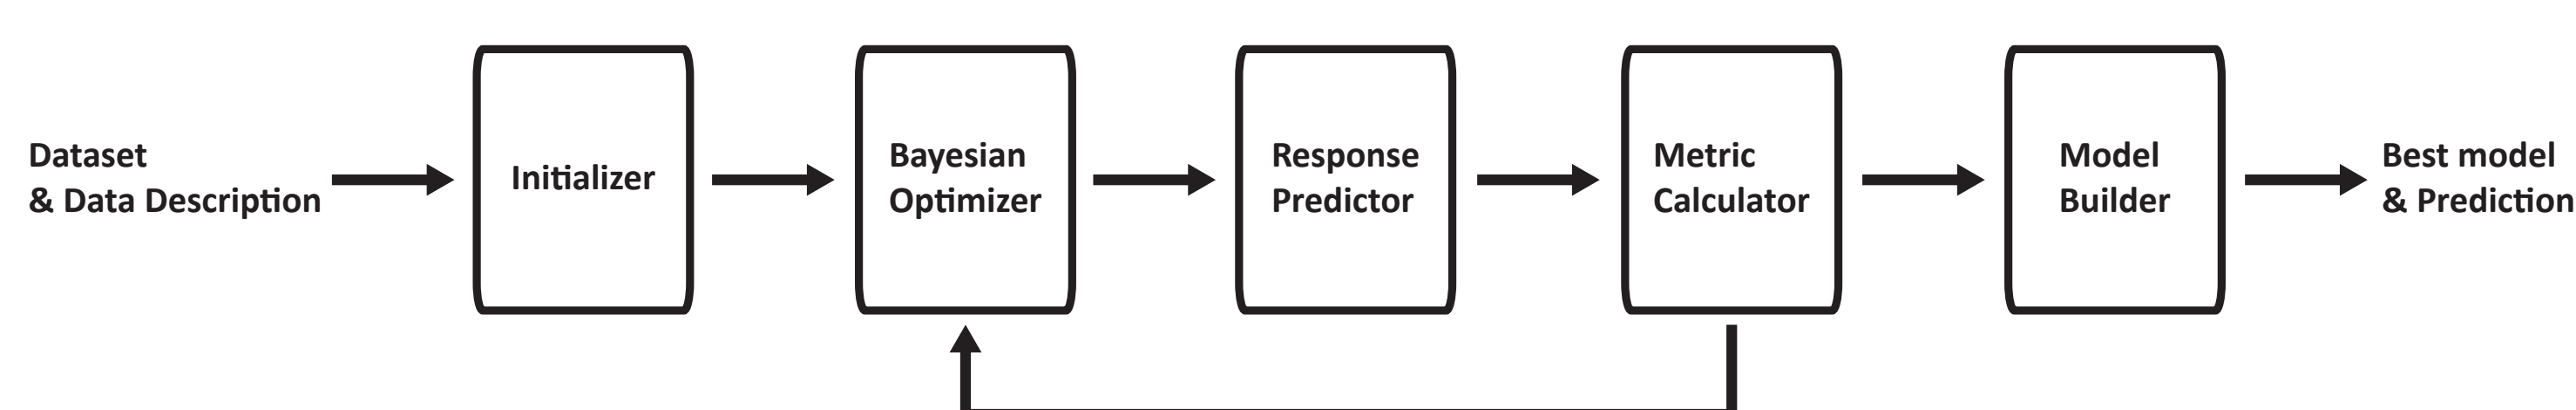 Dataset
& Data Description
Initializer
Bayesian
Optimizer
Response
Predictor
Metric
Calculator
Model
Builder
Best model
& Prediction